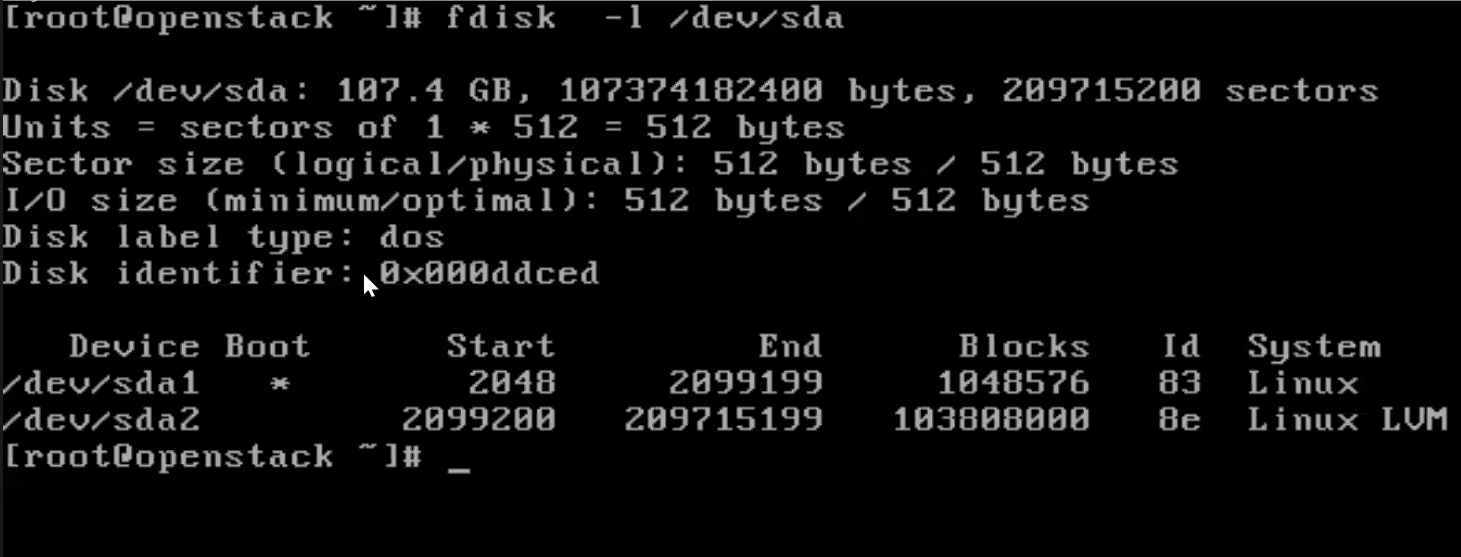 [root@openstack ~]# fdisk  -l /dev/sda

Disk /dev/sda: 107.4 GB, 107374182400 bytes, 209715200 sectors
Units = sectors of 1 * 512 = 512 bytes
Sector size (logical/physical): 512 bytes / 512 bytes
I/O size (minimum/optimal): 512 bytes / 512 bytes
Disk label type: dos
Disk identifier: 0x000ddced

   Device Boot      Start         End      Blocks   Id  System
/dev/sda1   *        2048     2099199     1048576   83  Linux
/dev/sda2         2099200   209715199   103808000   8e  Linux LVM
[root@openstack ~]# _